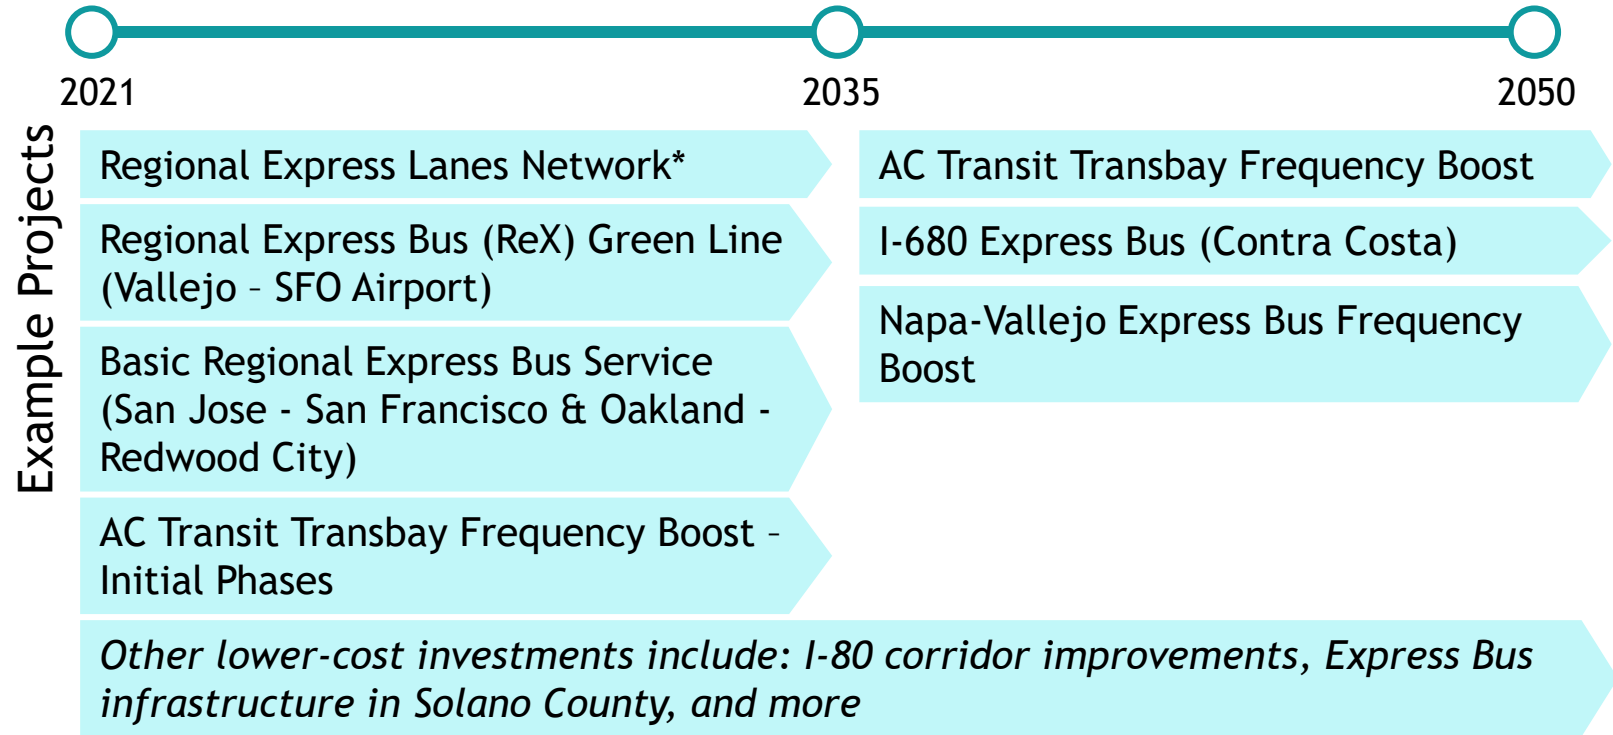 2021
2035
2050
Example Projects
Regional Express Lanes Network*
Regional Express Bus (ReX) Green Line
(Vallejo – SFO Airport)
Basic Regional Express Bus Service
(San Jose - San Francisco & Oakland -
Redwood City)
AC Transit Transbay Frequency Boost –
Initial Phases
AC Transit Transbay Frequency Boost
I-680 Express Bus (Contra Costa)
Napa-Vallejo Express Bus Frequency
Boost
Other lower-cost investments include: I-80 corridor improvements, Express Bus
infrastructure in Solano County, and more